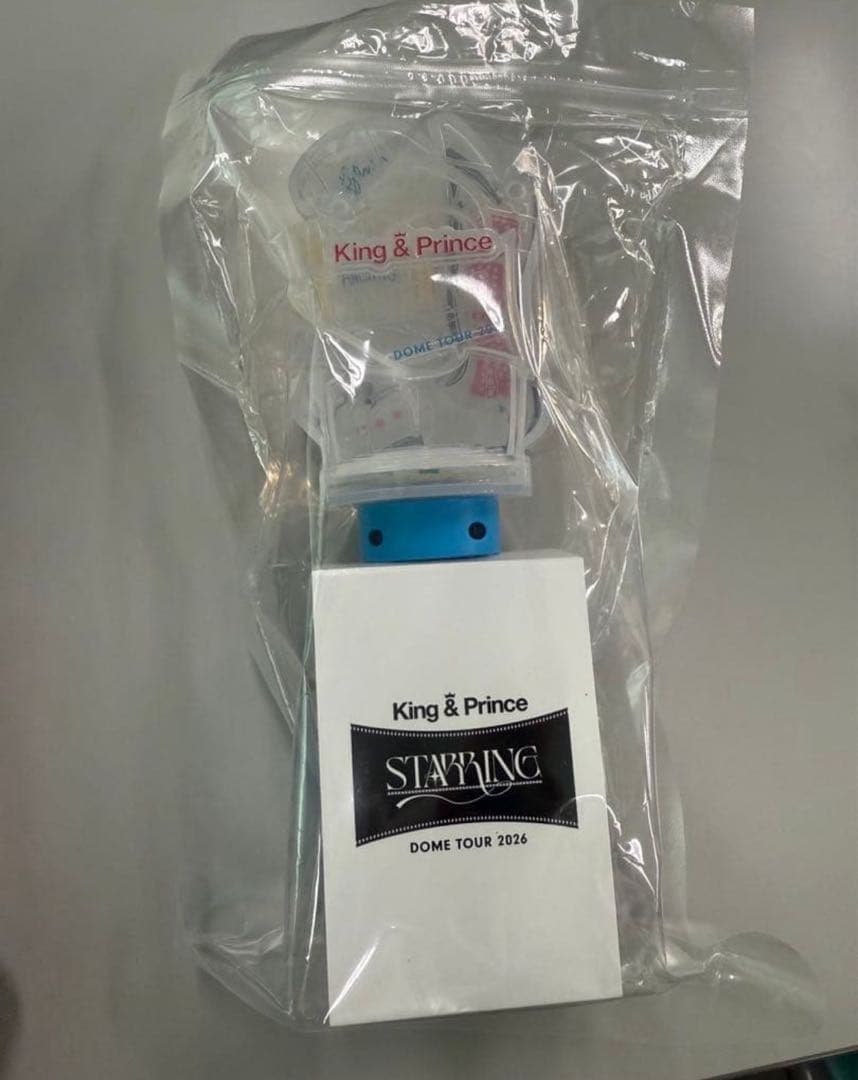 King & Prince
DOME TOUR 20
King & Prince
STARRING
DOME TOUR 2026